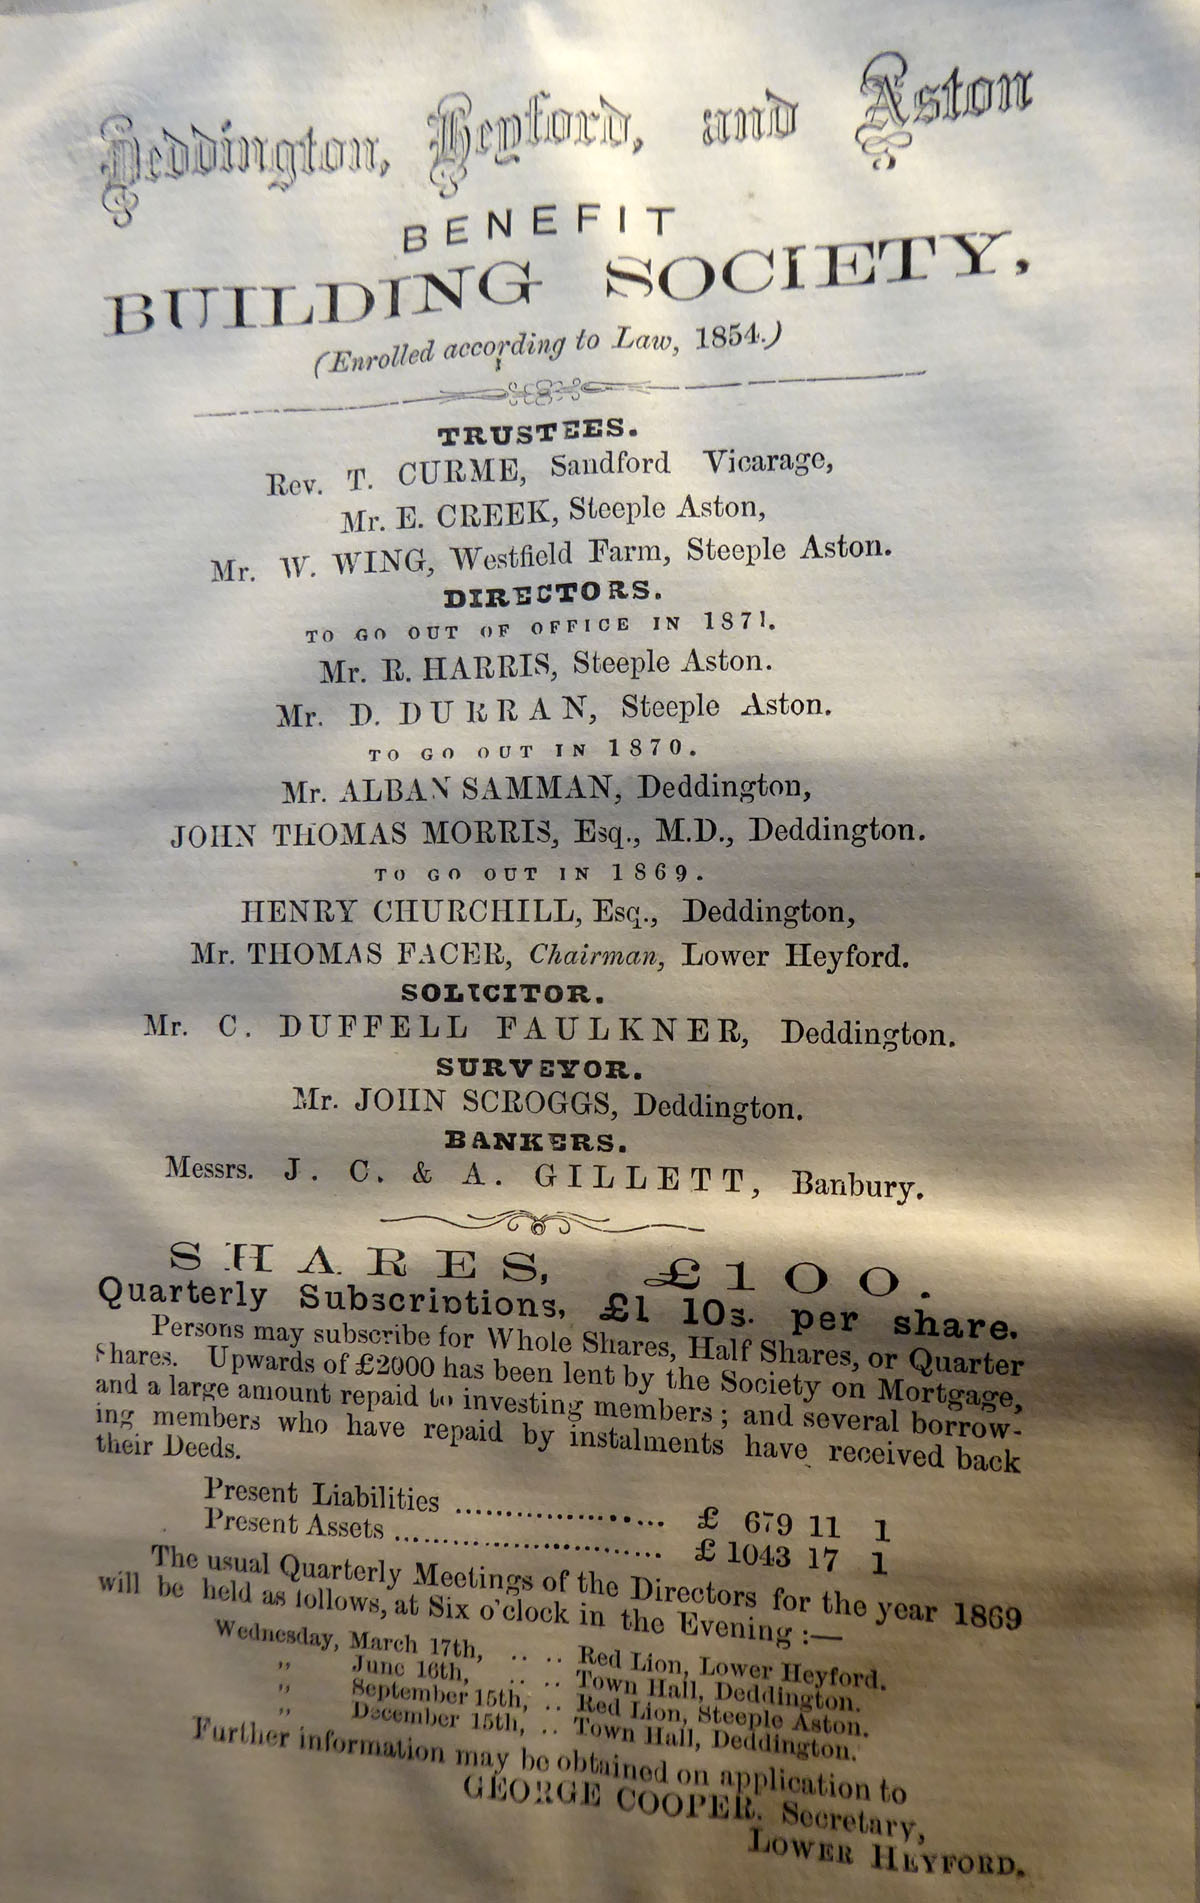 Deddington, Heyford, and Aston
BENEFIT
BUILDING SOCIETY,
(Enrolled according to Law, 1854.)
TRUSTEES.
Rev. T. CURME, Sandford Vicarage,
Mr. E. CREEK, Steeple Aston,
Mr. W. WING, Westfield Farm, Steeple Aston.
DIRECTORS.
TO GO OUT OF OFFICE IN 1871.
Mr. R. HARRIS, Steeple Aston.
Mr. D. DURRAN, Steeple Aston.
TO GO OUT IN 1870.
Mr. ALBAN SAMMAN, Deddington,
JOHN THOMAS MORRIS, Esq., M.D., Deddington.
TO GO OUT IN 1869.
HENRY CHURCHILL, Esq., Deddington,
Mr. THOMAS FACER, Chairman, Lower Heyford.
SOLICITOR.
Mr. C. DUFFELL FAULKNER, Deddington.
SURVEYOR.
Mr. JOHN SCROGGS, Deddington.
BANKERS.
Messrs. J. C. & A. GILLETT, Banbury.
SHARES, £100.
Quarterly Subscriptions, £1 10s. per share.
Persons may subscribe for Whole Shares, Half Shares, or Quarter
Shares. Upwards of £2000 has been lent by the Society on Mortgage,
and a large amount repaid to investing members; and several borrow-
ing members who have repaid by instalments have received back
their Deeds.
Present Liabilities .......................... £ 679 11 1
Present Assets ................................ £ 1043 17 1
The usual Quarterly Meetings of the Directors for the year 1869
will be held as follows, at Six o'clock in the Evening:—
Wednesday, March 17th, .. .. Red Lion, Lower Heyford.
" June 16th, .. .. Town Hall, Deddington.
" September 15th, .. Red Lion, Steeple Aston.
" December 15th, .. Town Hall, Deddington.
Further information may be obtained on application to
GEORGE COOPER, Secretary,
LOWER HEYFORD.